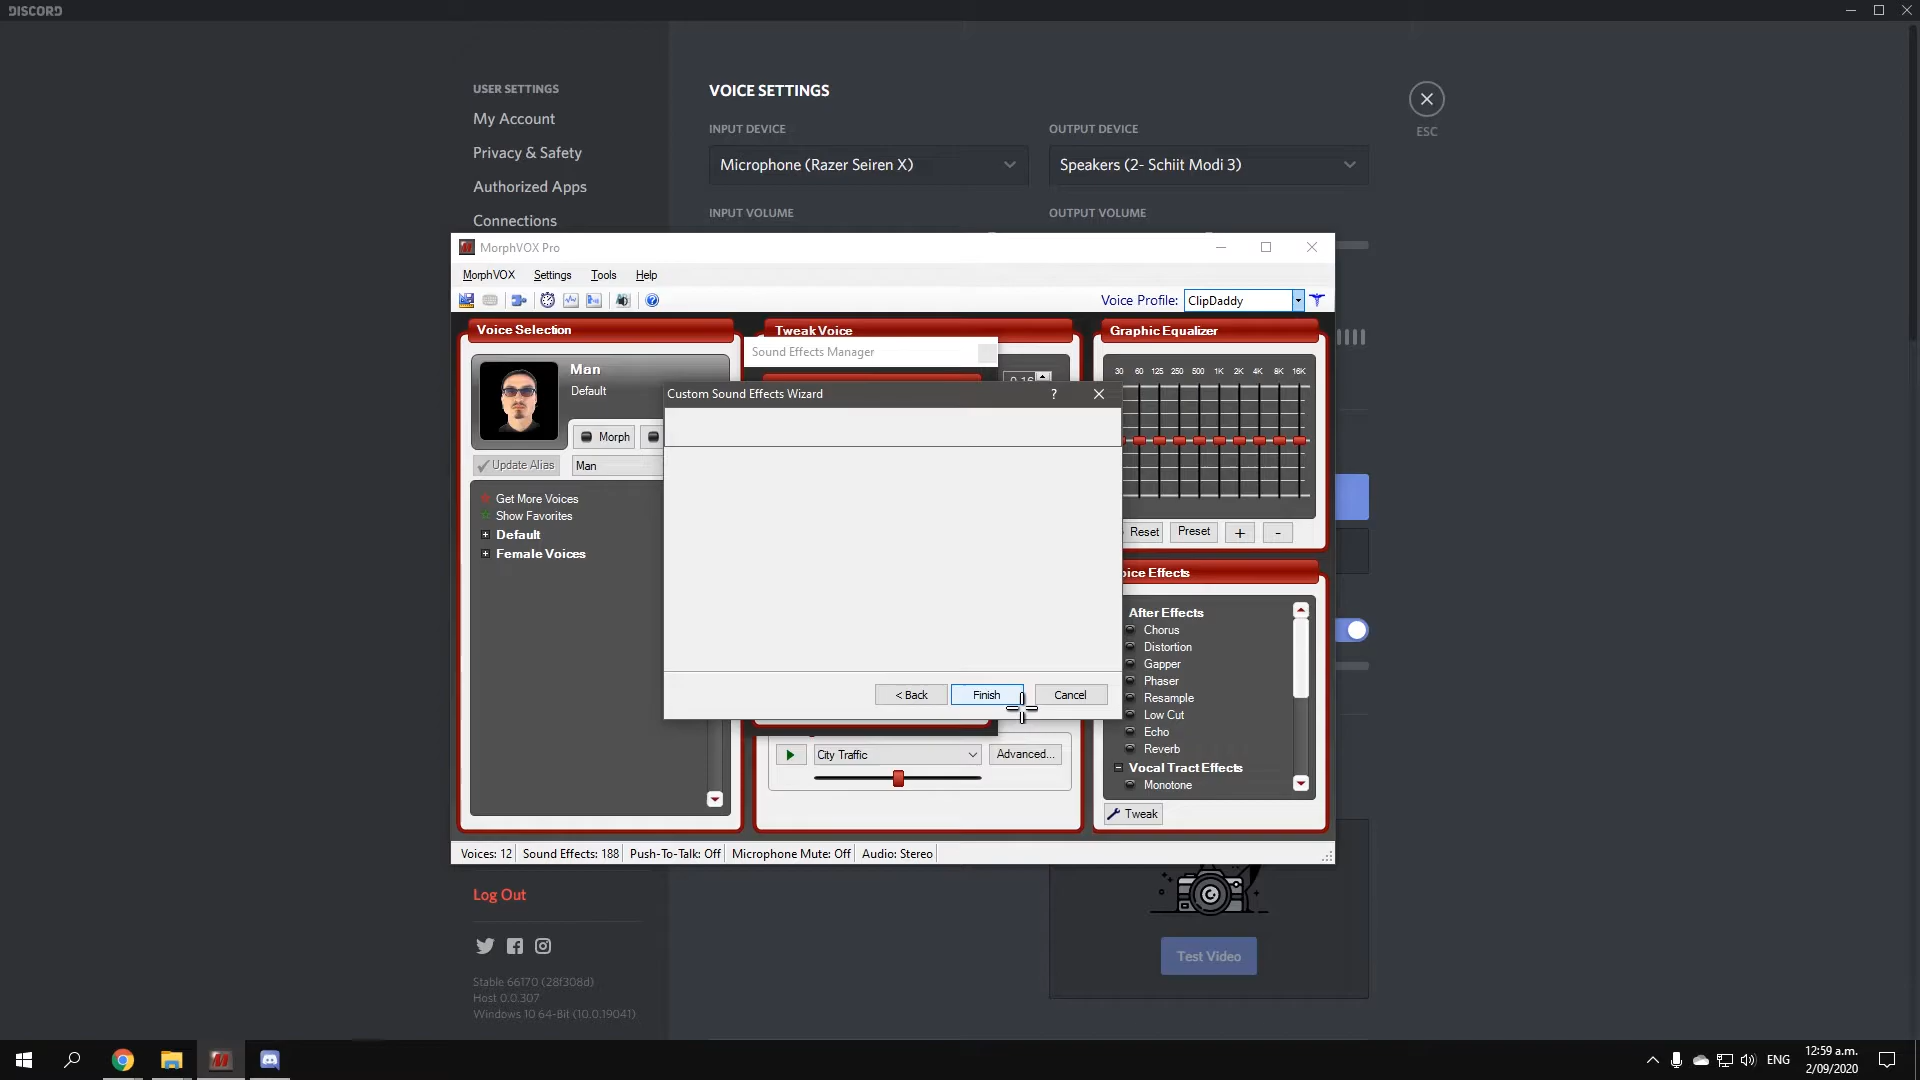 DISCORD
USER SETTINGS
My Account
Privacy & Safety
Authorized Apps
Connections
VOICE SETTINGS
INPUT DEVICE
Microphone (Razer Seiren X)
INPUT VOLUME
OUTPUT DEVICE
Speakers (2- Schiit Modi 3)
OUTPUT VOLUME
ESC
MorphVOX Pro
MorphVOX Settings Tools Help
Voice Profile: ClipDaddy
Voice Selection
Man
Default
Morph
Update Alias
Man
Get More Voices
Show Favorites
Default
Female Voices
Tweak Voice
Sound Effects Manager
Custom Sound Effects Wizard
< Back
Finish
Cancel
City Traffic
Advanced...
Graphic Equalizer
30 60 125 250 500 1K 2K 4K 8K 16K
Reset
Preset
+
-
oice Effects
After Effects
Chorus
Distortion
Gapper
Phaser
Resample
Low Cut
Echo
Reverb
Vocal Tract Effects
Monotone
Tweak
Voices: 12 Sound Effects: 188 Push-To-Talk: Off Microphone Mute: Off Audio: Stereo
Log Out
Stable 66170 (28f308d)
Host 0.0.307
Windows 10 64-Bit (10.0.19041)
Test Video
ENG
12:59 a.m.
2/09/2020